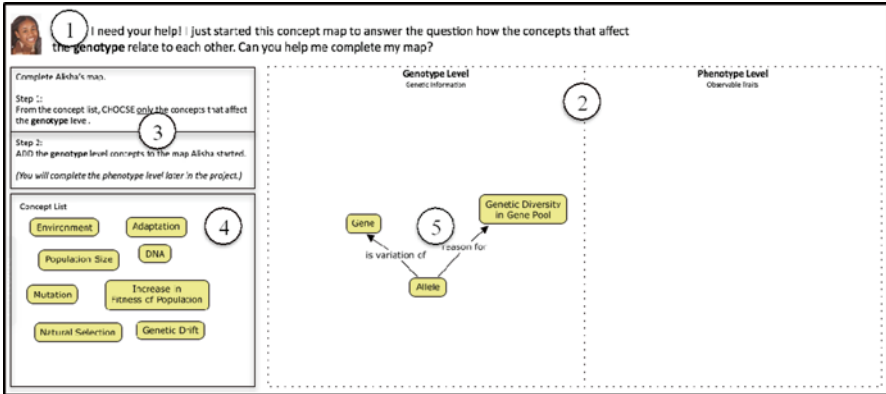 1 I need your help! I just started this concept map to answer the question how the concepts that affect
the genotype relate to each other. Can you help me complete my map?
Complete Alisha's map.
Step 1:
From the concept list, CHOCSE only the concepts that affect
the genotype leve.
3
Step 2:
ADD the genotype level concepts to the map Alisha started.
(You will complete the phenotype level later in the project.)
Concept List
4
Environment
Adaptation
Population Size
DNA
Mutation
Increase in
Fitness of Population
Natural Selection
Genetic Drift
Genotype Level
Genetic Information
2
Phenotype Level
Observable Traits
Genetic Diversity
in Gene Pool
Gene
5
is variation of
reason for
Allele